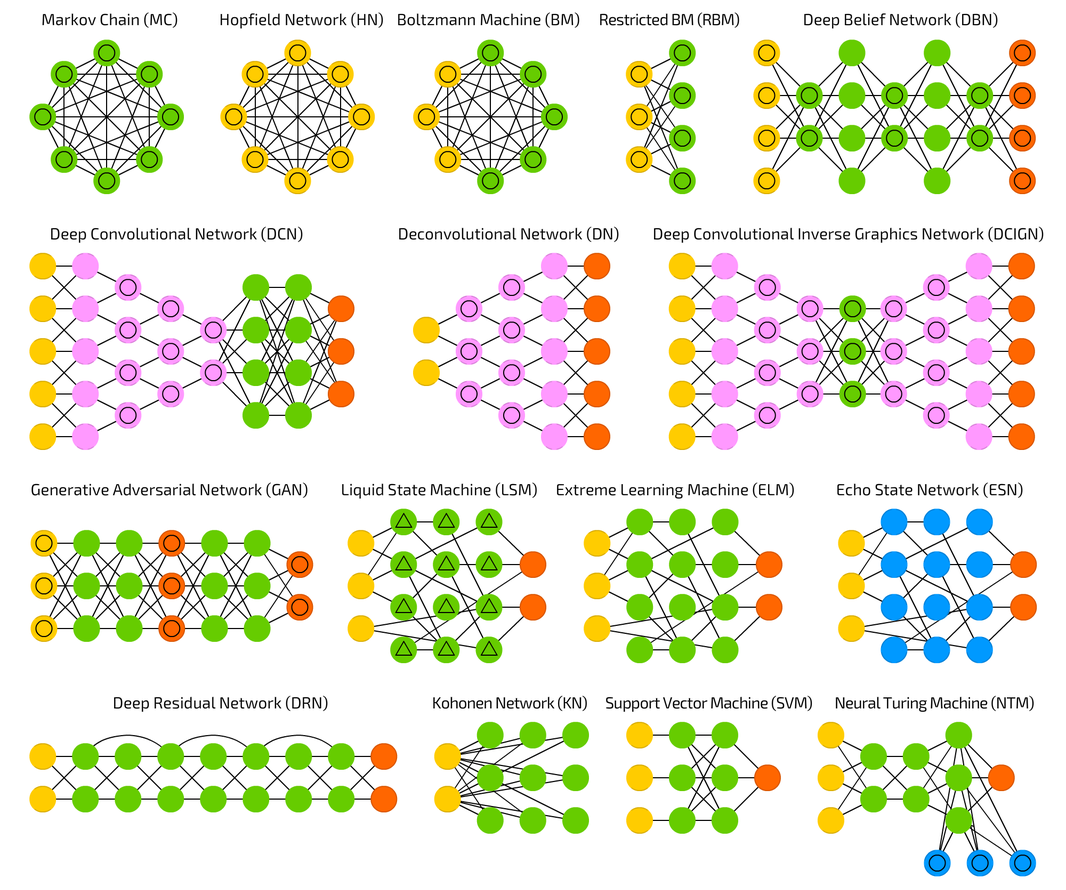 Markov Chain (MC)
Hopfield Network (HN)
Boltzmann Machine (BM)
Restricted BM (RBM)
Deep Belief Network (DBN)
Deep Convolutional Network (DCN)
Deconvolutional Network (DN)
Deep Convolutional Inverse Graphics Network (DCIGN)
Generative Adversarial Network (GAN)
Liquid State Machine (LSM)
Extreme Learning Machine (ELM)
Echo State Network (ESN)
Deep Residual Network (DRN)
Kohonen Network (KN)
Support Vector Machine (SVM)
Neural Turing Machine (NTM)